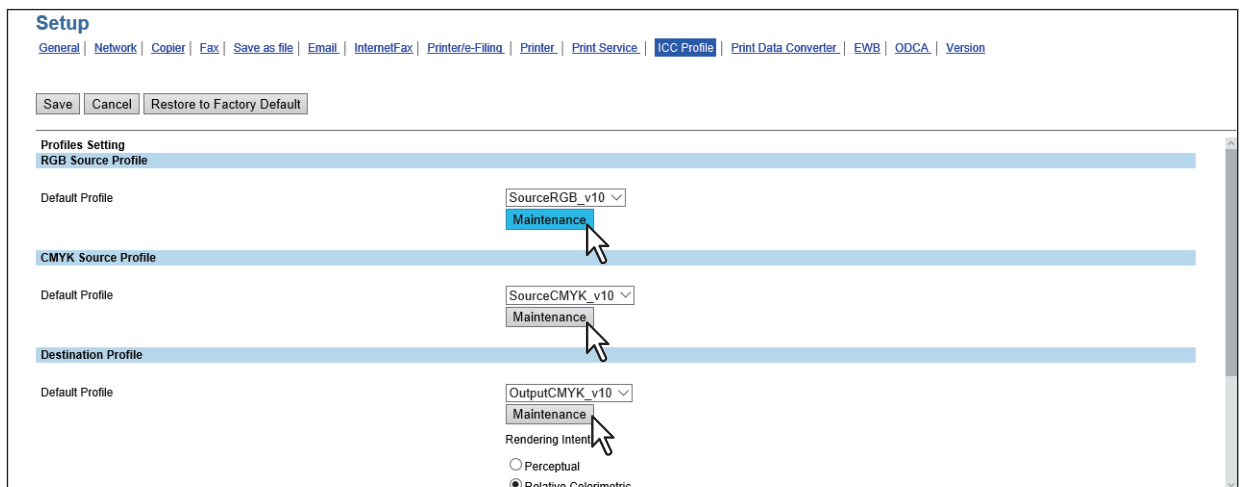 Setup
General | Network | Copier | Fax | Save as file | Email | InternetFax | Printer/e-Filing | Printer | Print Service | ICC Profile | Print Data Converter | EWB | ODCA | Version
Save Cancel Restore to Factory Default
Profiles Setting
RGB Source Profile
Default Profile SourceRGB_v10
Maintenance
CMYK Source Profile
Default Profile SourceCMYK_v10
Maintenance
Destination Profile
Default Profile OutputCMYK_v10
Maintenance
Rendering Intent
Perceptual
Relative Colorimetric